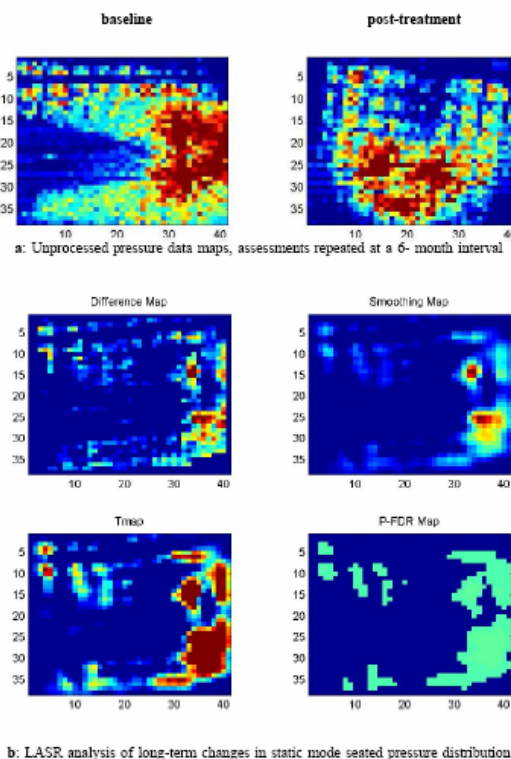 baseline post-treatment
5 5
10 10
15 15
20 20
25 25
30 30
35 35
10 20 30 40 10 20 30 40
a: Unprocessed pressure data maps, assessments repeated at a 6- month interval
Difference Map Smoothing Map
5 5
10 10
15 15
20 20
25 25
30 30
35 35
10 20 30 40 10 20 30 40
Tmap P-FDR Map
5 5
10 10
15 15
20 20
25 25
30 30
35 35
10 20 30 40 10 20 30 40
b: LASR analysis of long-term changes in static mode seated pressure distribution